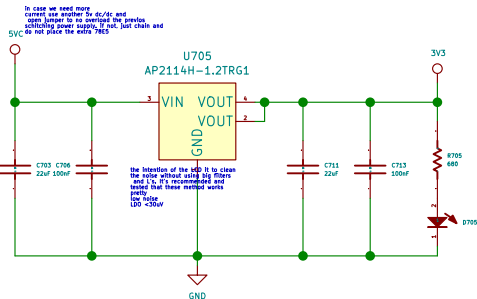 in case we need more
current use another 5v dc/dc and
open jumper to no overload the previos
schitching power supply. if not, just chain and
do not place the extra 78E5
5VC
U705
AP2114H-1.2TRG1
3V3
3 VIN VOUT 4
VOUT 2
GND
C703 C706
22uF 100nF
the intention of the LDO it to clean
the noise without using big filters
and L's, it's recommended and
tested that these method works
pretty
low noise
LDO <30uV
C711
22uF
C713
100nF
R705
680
2
D705
1
GND